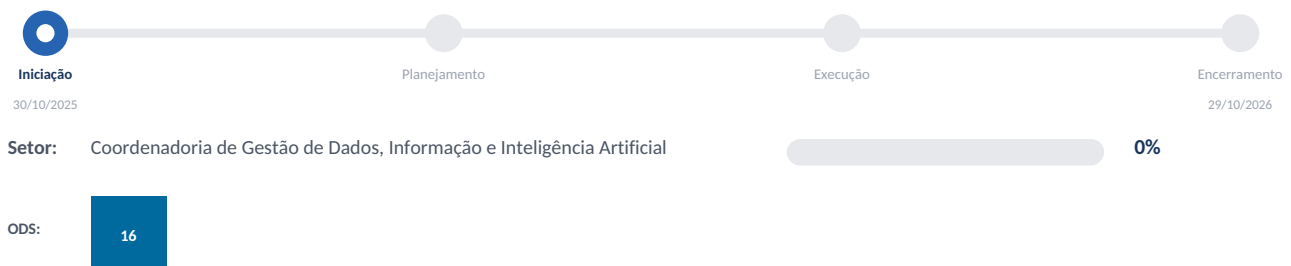 Iniciação Planejamento Execução Encerramento
30/10/2025 29/10/2026
Setor: Coordenadoria de Gestão de Dados, Informação e Inteligência Artificial 0%
ODS: 16